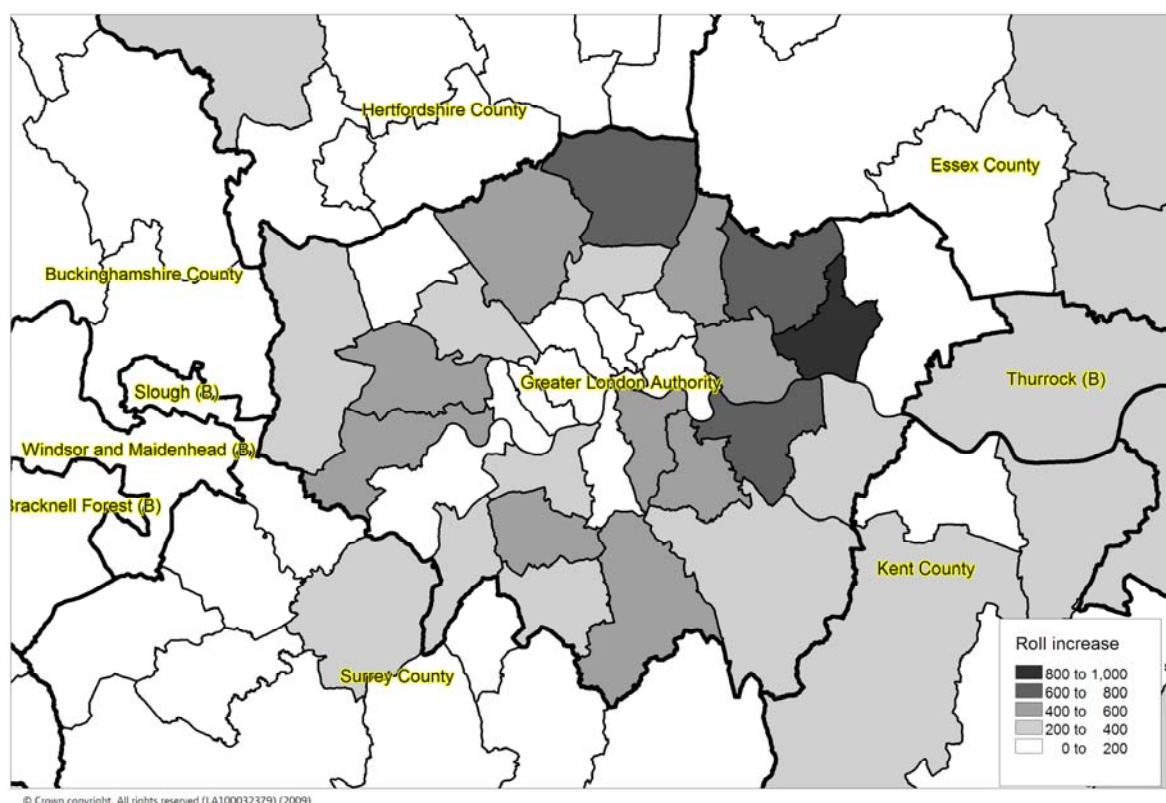 Hertfordshire County
Essex County
Buckinghamshire County
Slough (B)
Greater London Authority
Thurrock (B)
Windsor and Maidenhead (B)
Bracknell Forest (B)
Kent County
Surrey County
Roll increase
800 to 1,000
600 to 800
400 to 600
200 to 400
0 to 200
© Crown copyright. All rights reserved (LA100032379) (2009)